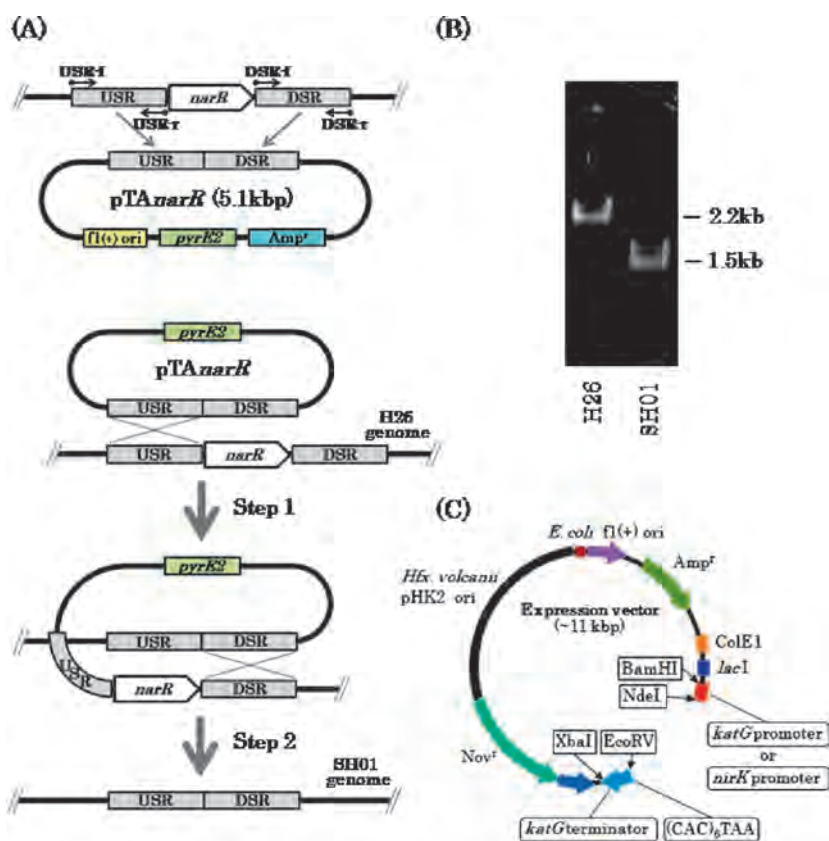 (A)
USR-f
DSR-f
USR
narR
DSR
USR-r
DSR-r
USR
DSR
pTAnarR (5.1kbp)
f1(+) ori
pyrE2
Ampr
pyrE2
pTAnarR
USR
DSR
H26
genome
USR
narR
DSR
Step 1
pyrE2
USR
DSR
USR
narR
DSR
Step 2
SH01
genome
USR
DSR
(B)
– 2.2kb
– 1.5kb
H26
SH01
(C)
E. coli f1(+) ori
Ampr
Hfx. volcanii
pHK2 ori
Expression vector
(~11 kbp)
ColE1
lacI
BamHI
NdeI
katG promoter
or
nirK promoter
XbaI
EcoRV
Novr
katG terminator
(CAC)6TAA